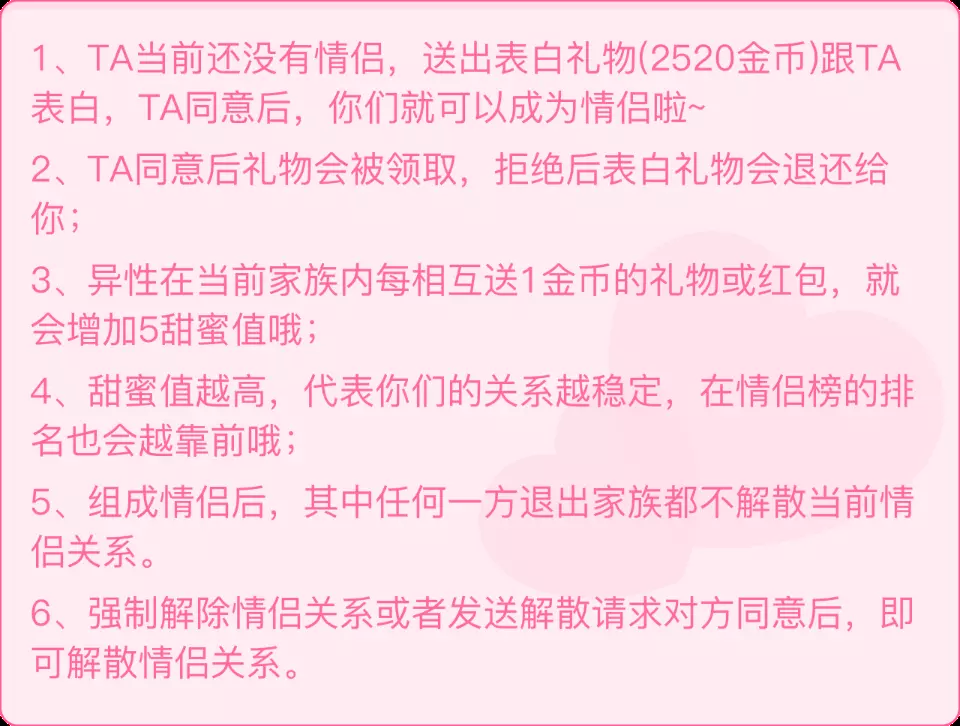 1、TA当前还没有情侣，送出表白礼物(2520金币)跟TA
表白，TA同意后，你们就可以成为情侣啦~
2、TA同意后礼物会被领取，拒绝后表白礼物会退还给
你；
3、异性在当前家族内每相互送1金币的礼物或红包，就
会增加5甜蜜值哦；
4、甜蜜值越高，代表你们的关系越稳定，在情侣榜的排
名也会越靠前哦；
5、组成情侣后，其中任何一方退出家族都不解散当前情
侣关系。
6、强制解除情侣关系或者发送解散请求对方同意后，即
可解散情侣关系。